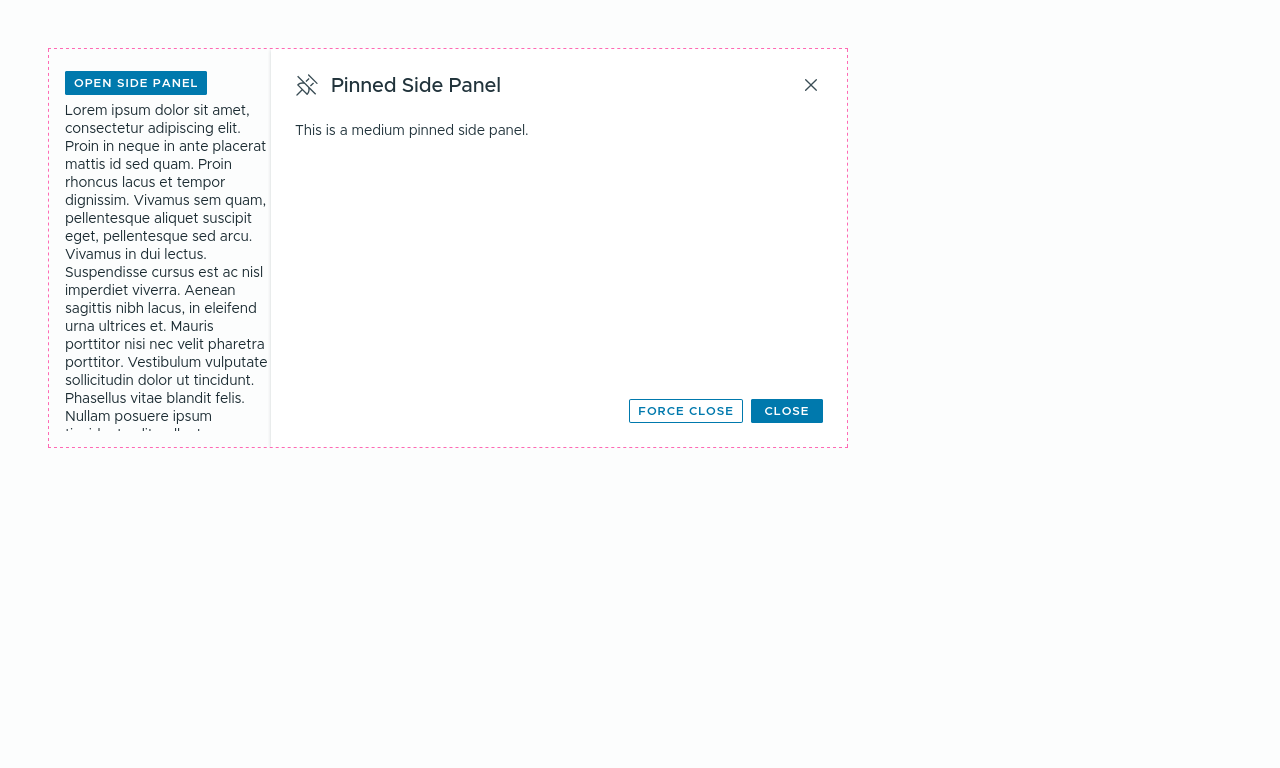 OPEN SIDE PANEL
Lorem ipsum dolor sit amet,
consectetur adipiscing elit.
Proin in neque in ante placerat
mattis id sed quam. Proin
rhoncus lacus et tempor
dignissim. Vivamus sem quam,
pellentesque aliquet suscipit
eget, pellentesque sed arcu.
Vivamus in dui lectus.
Suspendisse cursus est ac nisl
imperdiet viverra. Aenean
sagittis nibh lacus, in eleifend
urna ultrices et. Mauris
porttitor nisi nec velit pharetra
porttitor. Vestibulum vulputate
sollicitudin dolor ut tincidunt.
Phasellus vitae blandit felis.
Nullam posuere ipsum
Pinned Side Panel
This is a medium pinned side panel.
FORCE CLOSE
CLOSE